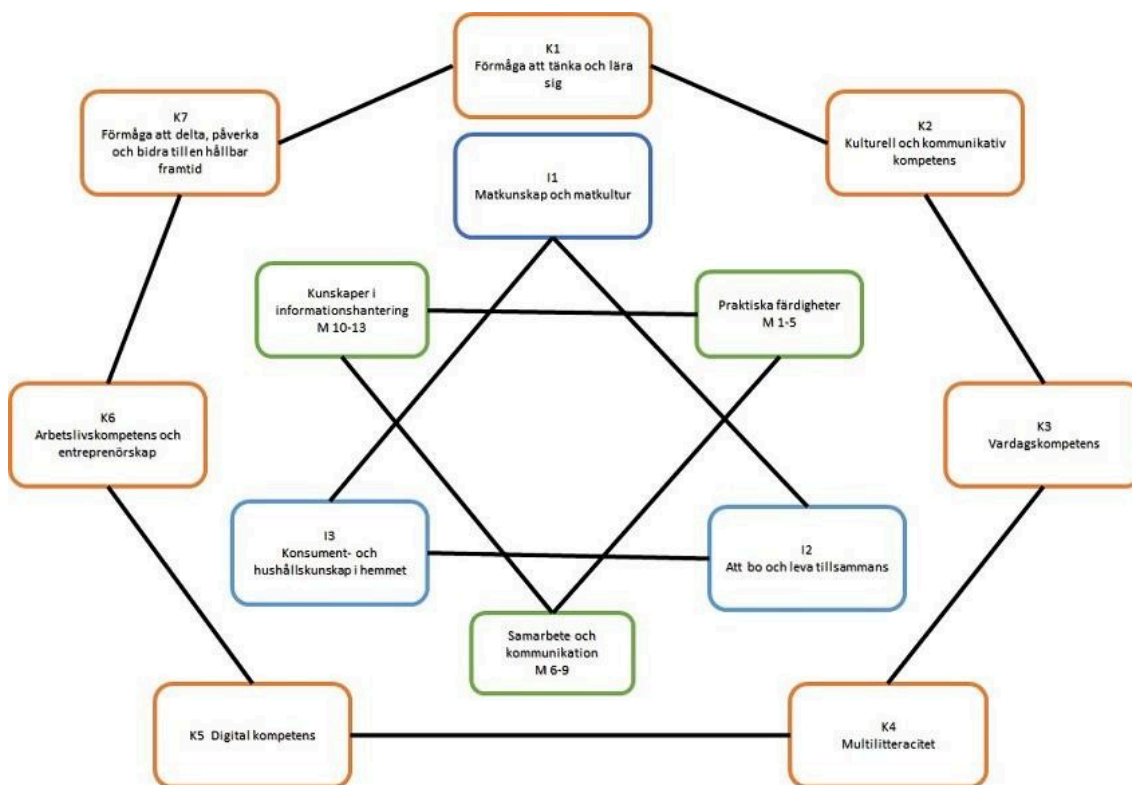 K1
Förmåga att tänka och lära
sig
K7
Förmåga att delta, påverka
och bidra till en hållbar
framtid
K2
Kulturell och kommunikativ
kompetens
I1
Matkunskap och matkultur
Kunskaper i
informationshantering
M 10-13
Praktiska färdigheter
M 1-5
K6
Arbetslivskompetens och
entreprenörskap
K3
Vardagskompetens
I3
Konsument- och
hushållskunskap i hemmet
I2
Att bo och leva tillsammans
Samarbete och
kommunikation
M 6-9
K5 Digital kompetens
K4
Multilitteracitet